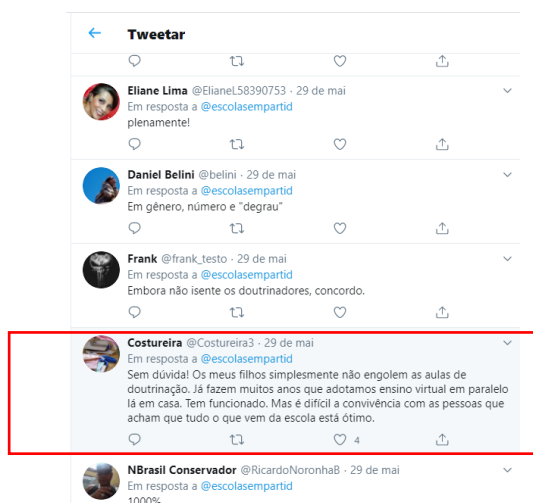 Tweetar
Eliane Lima @ElianeL58390753 · 29 de mai
Em resposta a @escolasempartid
plenamente!
Daniel Belini @belini · 29 de mai
Em resposta a @escolasempartid
Em gênero, número e "degrau"
Frank @frank_testo · 29 de mai
Em resposta a @escolasempartid
Embora não isente os doutrinadores, concordo.
Costureira @Costureira3 · 29 de mai
Em resposta a @escolasempartid
Sem dúvida! Os meus filhos simplesmente não engolem as aulas de
doutrinação. Já fazem muitos anos que adotamos ensino virtual em paralelo
lá em casa. Tem funcionado. Mas é difícil a convivência com as pessoas que
acham que tudo o que vem da escola está ótimo.
4
NBrasil Conservador @RicardoNoronhaB · 29 de mai
Em resposta a @escolasempartid
1000%